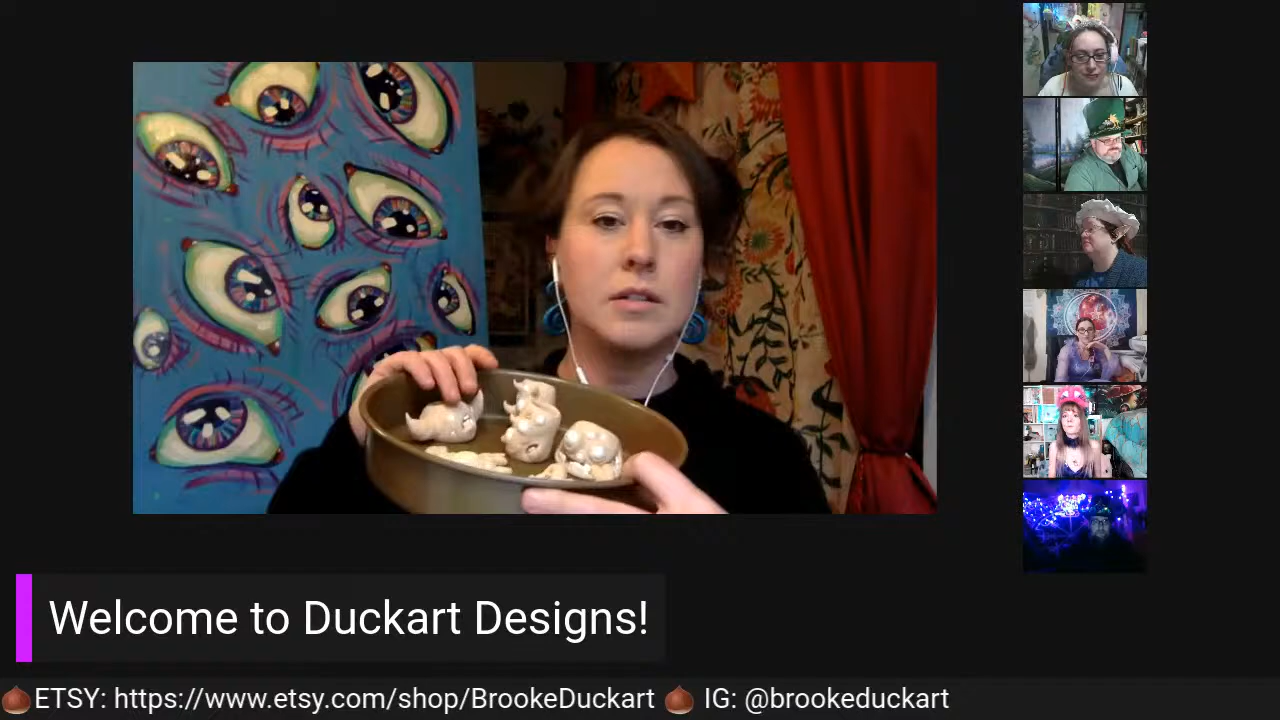 Welcome to Duckart Designs!
🌰 ETSY: https://www.etsy.com/shop/BrookeDuckart 🌰 IG: @brookeduckart